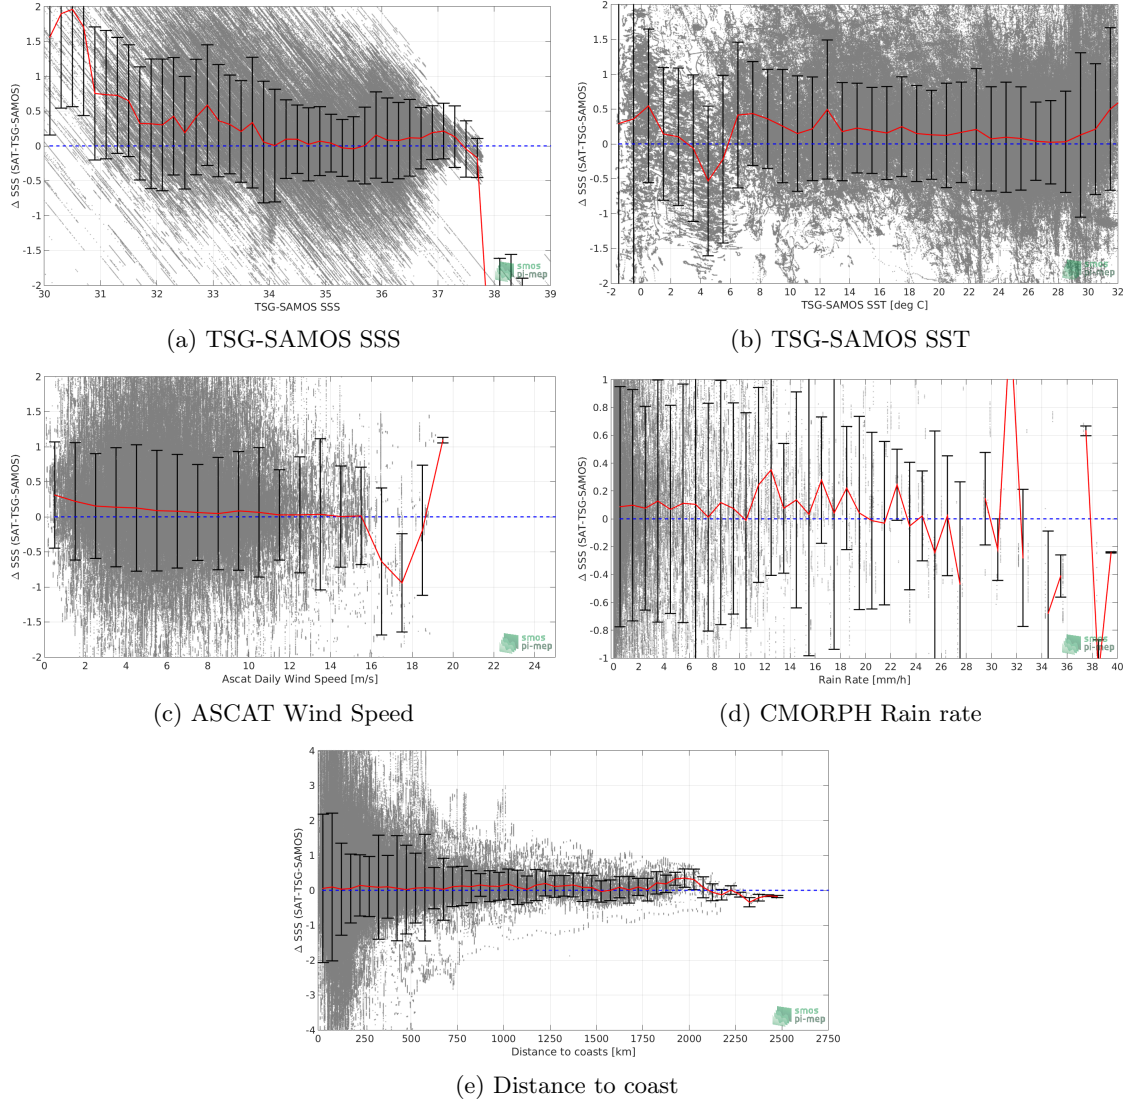 2
1.5
1
0.5
0
-0.5
-1
-1.5
-2
Δ SSS (SAT-TSG-SAMOS)
30 31 32 33 34 35 36 37 38 39
TSG-SAMOS SSS
smos
pi-mep
(a) TSG-SAMOS SSS
2
1.5
1
0.5
0
-0.5
-1
-1.5
-2
Δ SSS (SAT-TSG-SAMOS)
-2 0 2 4 6 8 10 12 14 16 18 20 22 24 26 28 30 32
TSG-SAMOS SST [deg C]
smos
pi-mep
(b) TSG-SAMOS SST
2
1.5
1
0.5
0
-0.5
-1
-1.5
-2
Δ SSS (SAT-TSG-SAMOS)
0 2 4 6 8 10 12 14 16 18 20 22 24
Ascat Daily Wind Speed [m/s]
smos
pi-mep
(c) ASCAT Wind Speed
1
0.8
0.6
0.4
0.2
0
-0.2
-0.4
-0.6
-0.8
-1
Δ SSS (SAT-TSG-SAMOS)
0 2 4 6 8 10 12 14 16 18 20 22 24 26 28 30 32 34 36 38 40
Rain Rate [mm/h]
smos
pi-mep
(d) CMORPH Rain rate
4
3
2
1
0
-1
-2
-3
-4
Δ SSS (SAT-TSG-SAMOS)
0 250 500 750 1000 1250 1500 1750 2000 2250 2500 2750
Distance to coasts [km]
smos
pi-mep
(e) Distance to coast